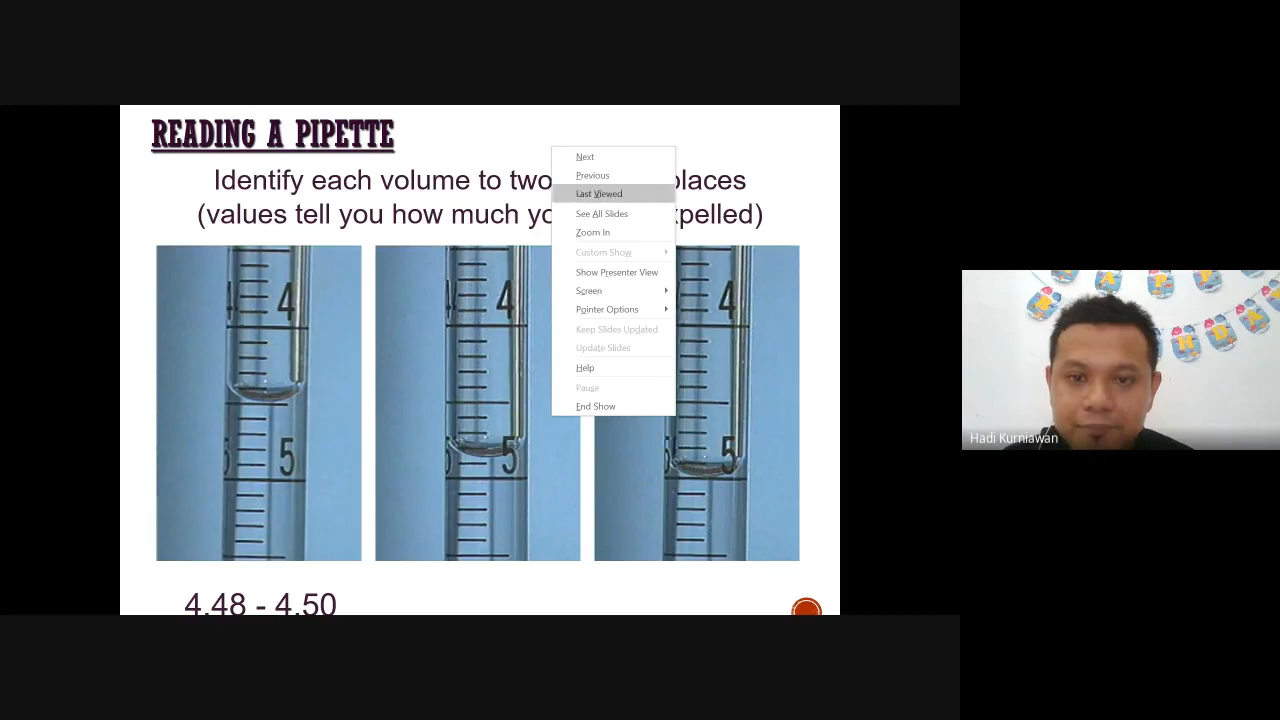 READING A PIPETTE
Identify each volume to two places
(values tell you how much yo pelled)
Next
Previous
Last Viewed
See All Slides
Zoom In
Custom Show
Show Presenter View
Screen
Pointer Options
Keep Slides Updated
Update Slides
Help
Pause
End Show
4 4
5 5 5
4.48 - 4.50
Hadi Kurniawan